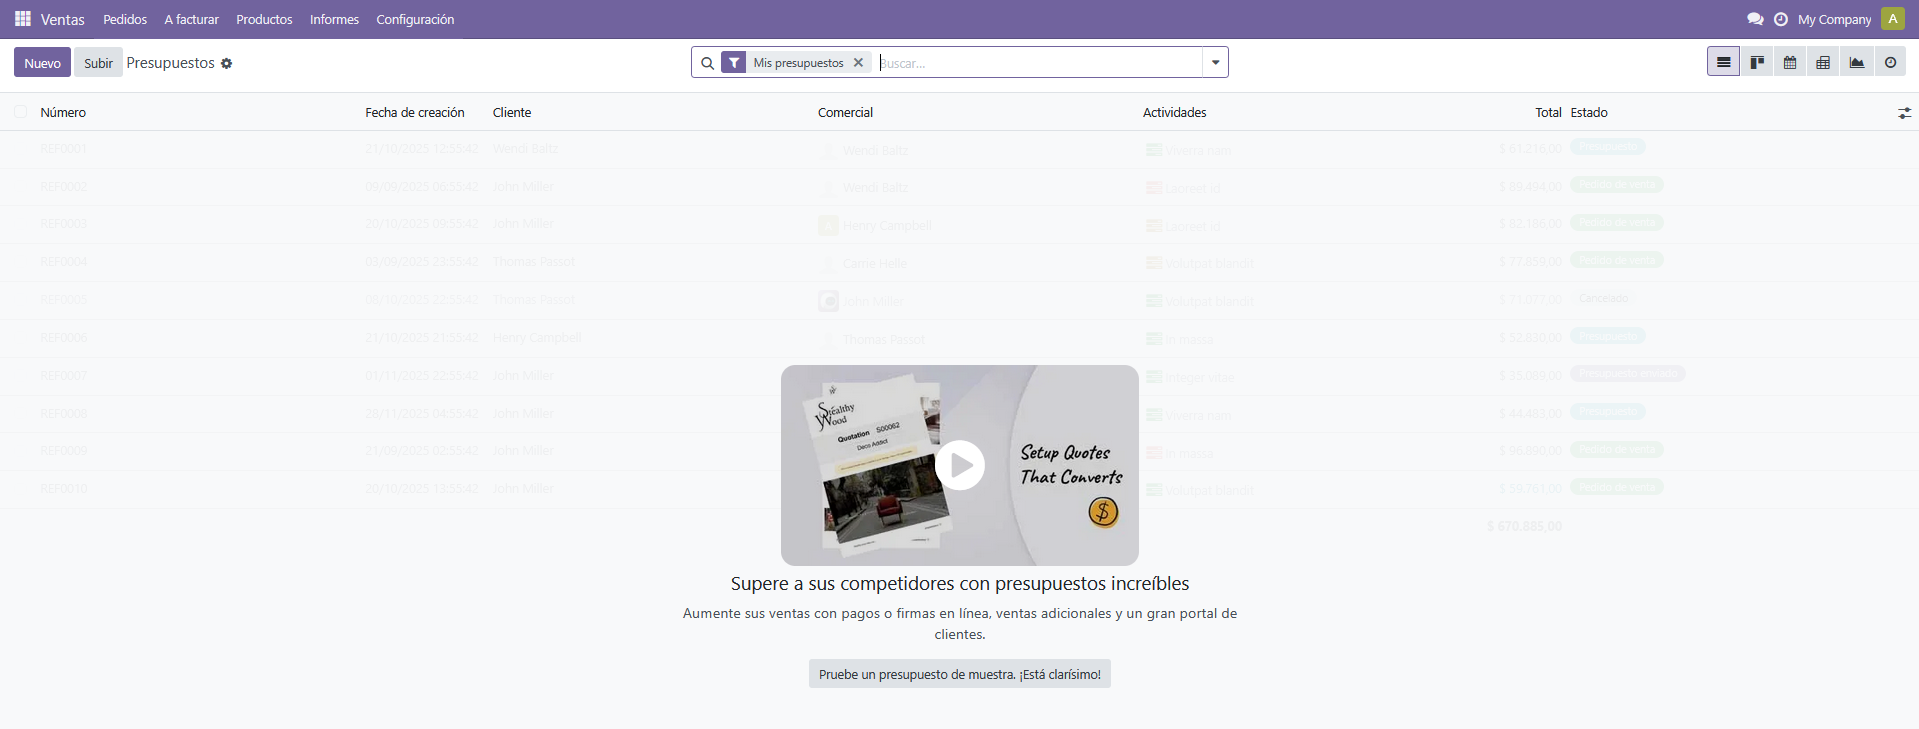 Ventas Pedidos A facturar Productos Informes Configuración My Company A
Nuevo Subir Presupuestos Mis presupuestos Buscar...
Número Fecha de creación Cliente Comercial Actividades Total Estado
REF0001 21/10/2025 12:55:42 Wendi Baltz Wendi Baltz Viverra nam $ 61.216,00 Presupuesto
REF0002 09/09/2025 06:55:42 John Miller Wendi Baltz Laoreet id $ 89.494,00 Pedido de venta
REF0003 20/10/2025 09:55:42 John Miller Henry Campbell Laoreet id $ 82.186,00 Pedido de venta
REF0004 03/09/2025 23:55:42 Thomas Passot Carrie Helle Volutpat blandit $ 77.859,00 Pedido de venta
REF0005 08/10/2025 22:55:42 Thomas Passot John Miller Volutpat blandit $ 71.077,00 Cancelado
REF0006 21/10/2025 21:55:42 Henry Campbell Thomas Passot In massa $ 52.880,00 Presupuesto
REF0007 01/11/2025 22:55:42 John Miller Integer vitae $ 35.089,00 Presupuesto enviado
REF0008 28/11/2025 04:55:42 John Miller Viverra nam $ 44.463,00 Presupuesto
REF0009 21/09/2025 02:55:42 John Miller In massa $ 96.890,00 Pedido de venta
REF0010 20/10/2025 13:55:42 John Miller Volutpat blandit Pedido de venta
$ 670.885,00
Stealthy
Wood
Quotation S00062
Deco Addict
Setup Quotes
That Converts
Supere a sus competidores con presupuestos increíbles
Aumente sus ventas con pagos o firmas en línea, ventas adicionales y un gran portal de
clientes.
Pruebe un presupuesto de muestra. ¡Está clarísimo!